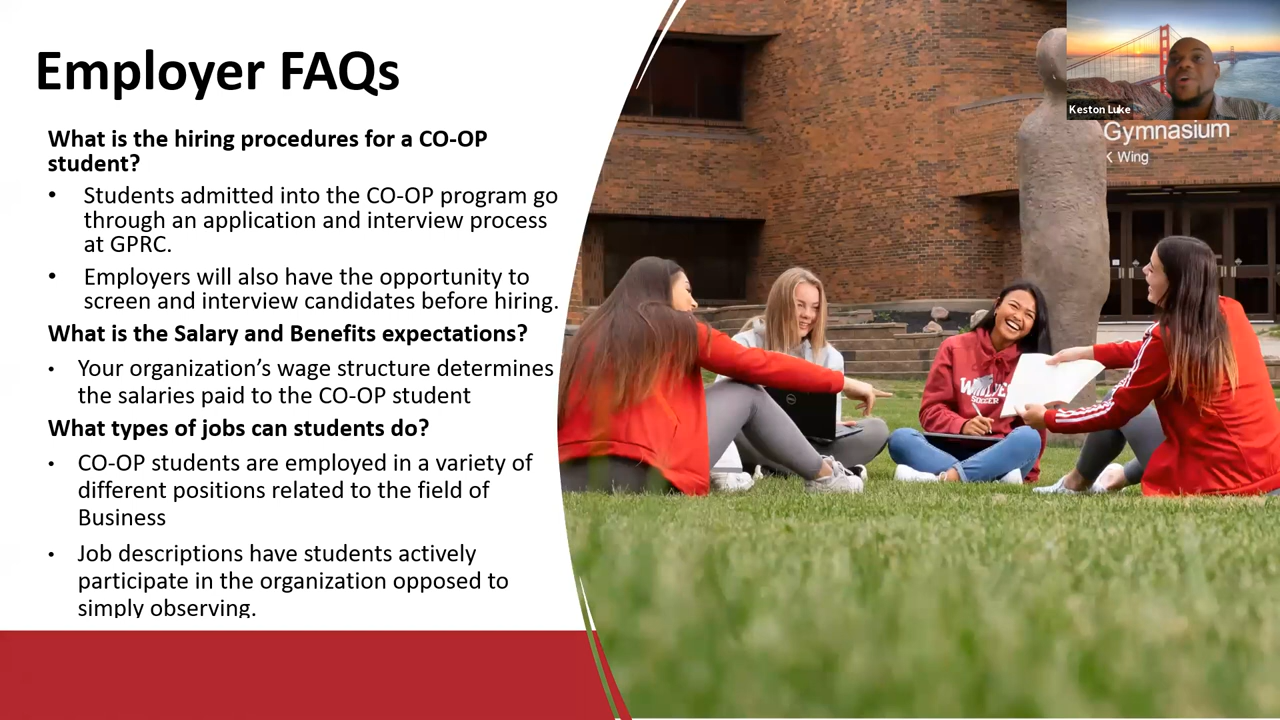 Employer FAQs
What is the hiring procedures for a CO-OP
student?
• Students admitted into the CO-OP program go
through an application and interview process
at GPRC.
• Employers will also have the opportunity to
screen and interview candidates before hiring.
What is the Salary and Benefits expectations?
• Your organization’s wage structure determines
the salaries paid to the CO-OP student
What types of jobs can students do?
• CO-OP students are employed in a variety of
different positions related to the field of
Business
• Job descriptions have students actively
participate in the organization opposed to
simply observing.
Keston Luke
Gymnasium
K Wing
SOCCER
DELL